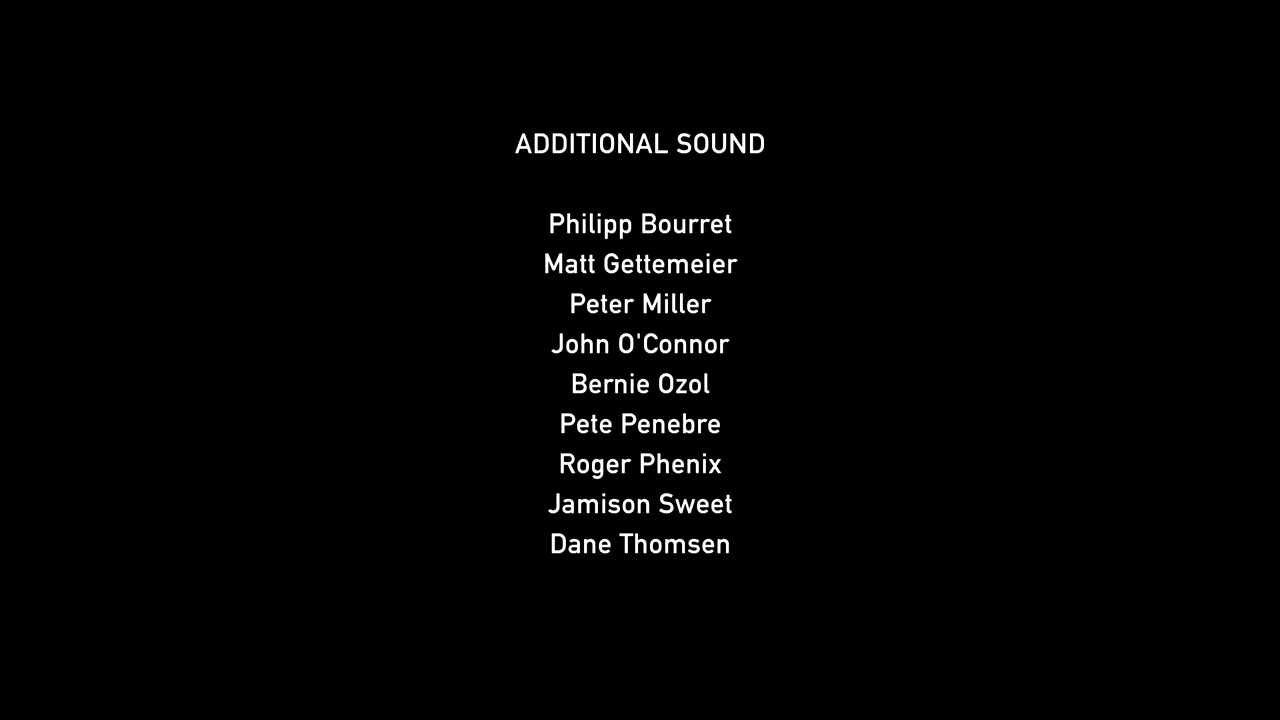 ADDITIONAL SOUND
Philipp Bourret
Matt Gettemeier
Peter Miller
John O'Connor
Bernie Ozol
Pete Penebre
Roger Phenix
Jamison Sweet
Dane Thomsen